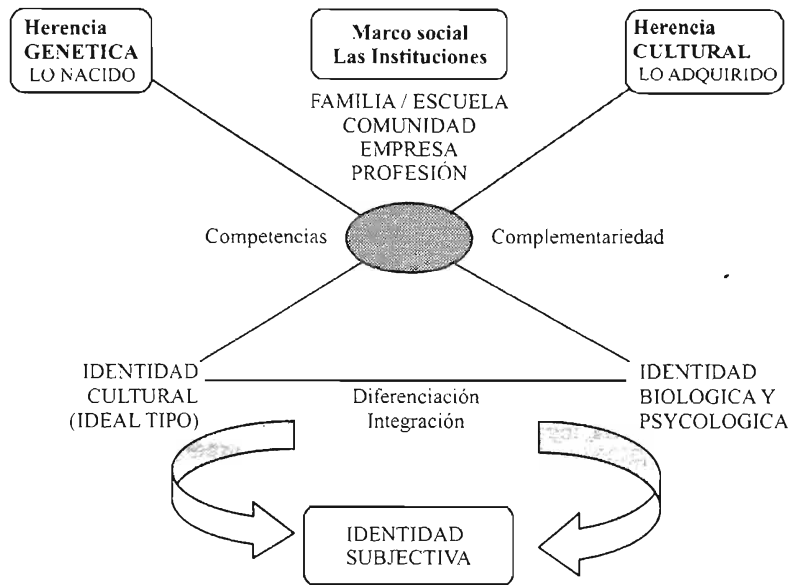 Herencia
GENETICA
LO NACIDO
Marco social
Las Instituciones
Herencia
CULTURAL
LO ADQUIRIDO
FAMILIA / ESCUELA
COMUNIDAD
EMPRESA
PROFESIÓN
Competencias
Complementariedad
IDENTIDAD
CULTURAL
(IDEAL TIPO)
Diferenciación
Integración
IDENTIDAD
BIOLOGICA Y
PSYCOLOGICA
IDENTIDAD
SUBJECTIVA